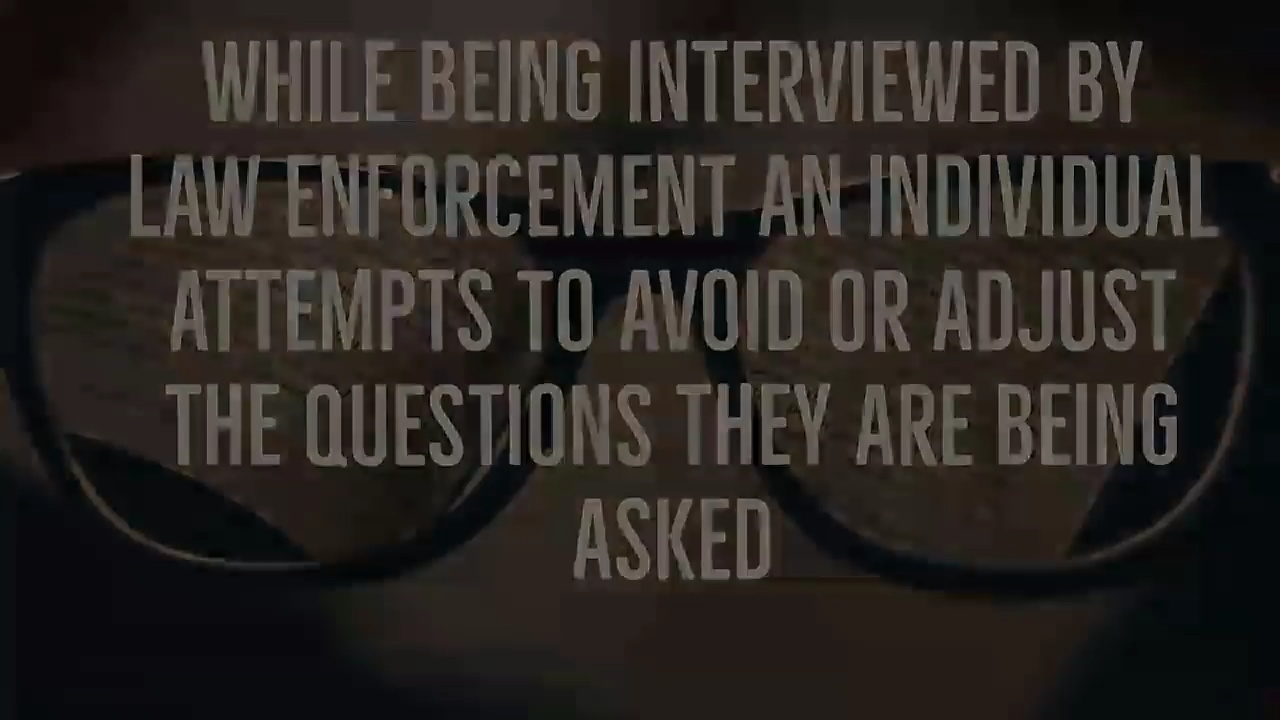 WHILE BEING INTERVIEWED BY
LAW ENFORCEMENT AN INDIVIDUAL
ATTEMPTS TO AVOID OR ADJUST
THE QUESTIONS THEY ARE BEING
ASKED